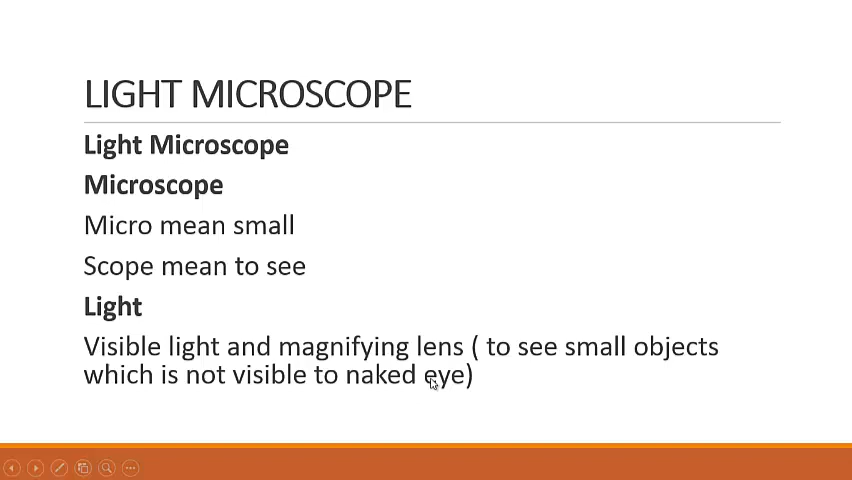 LIGHT MICROSCOPE
Light Microscope
Microscope
Micro mean small
Scope mean to see
Light
Visible light and magnifying lens ( to see small objects
which is not visible to naked eye)